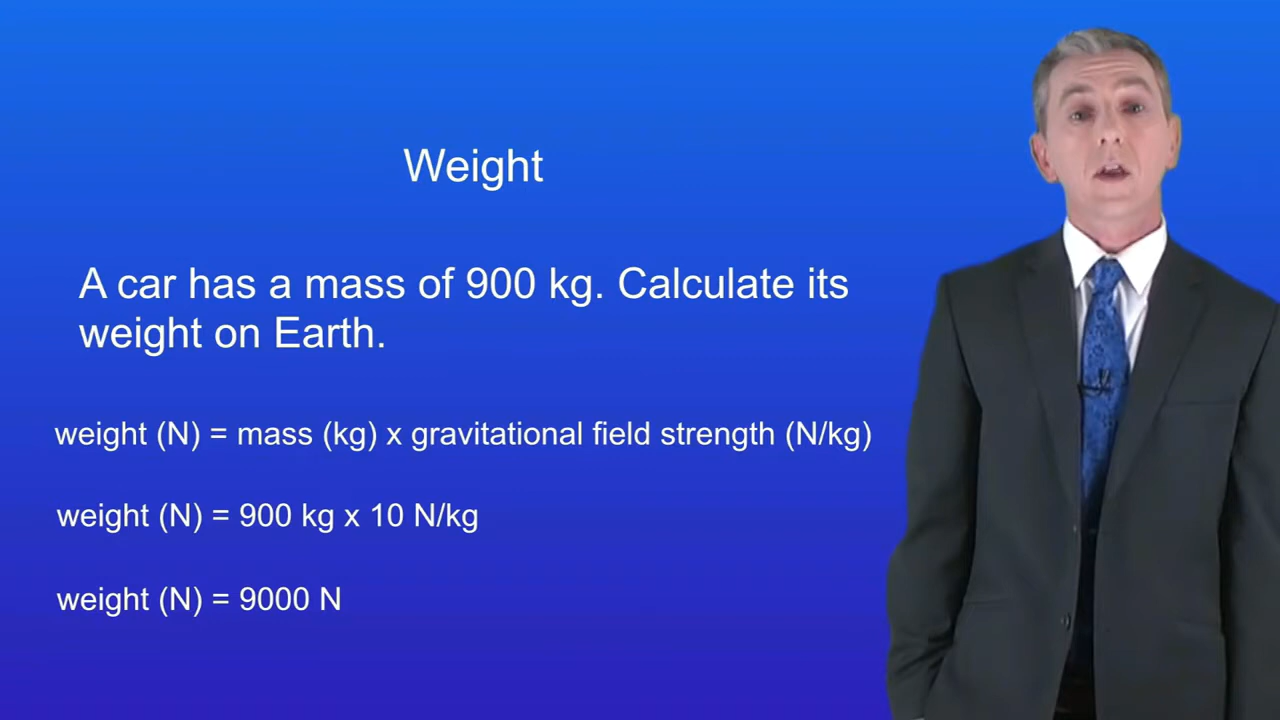 Weight
A car has a mass of 900 kg. Calculate its
weight on Earth.
weight (N) = mass (kg) x gravitational field strength (N/kg)
weight (N) = 900 kg x 10 N/kg
weight (N) = 9000 N